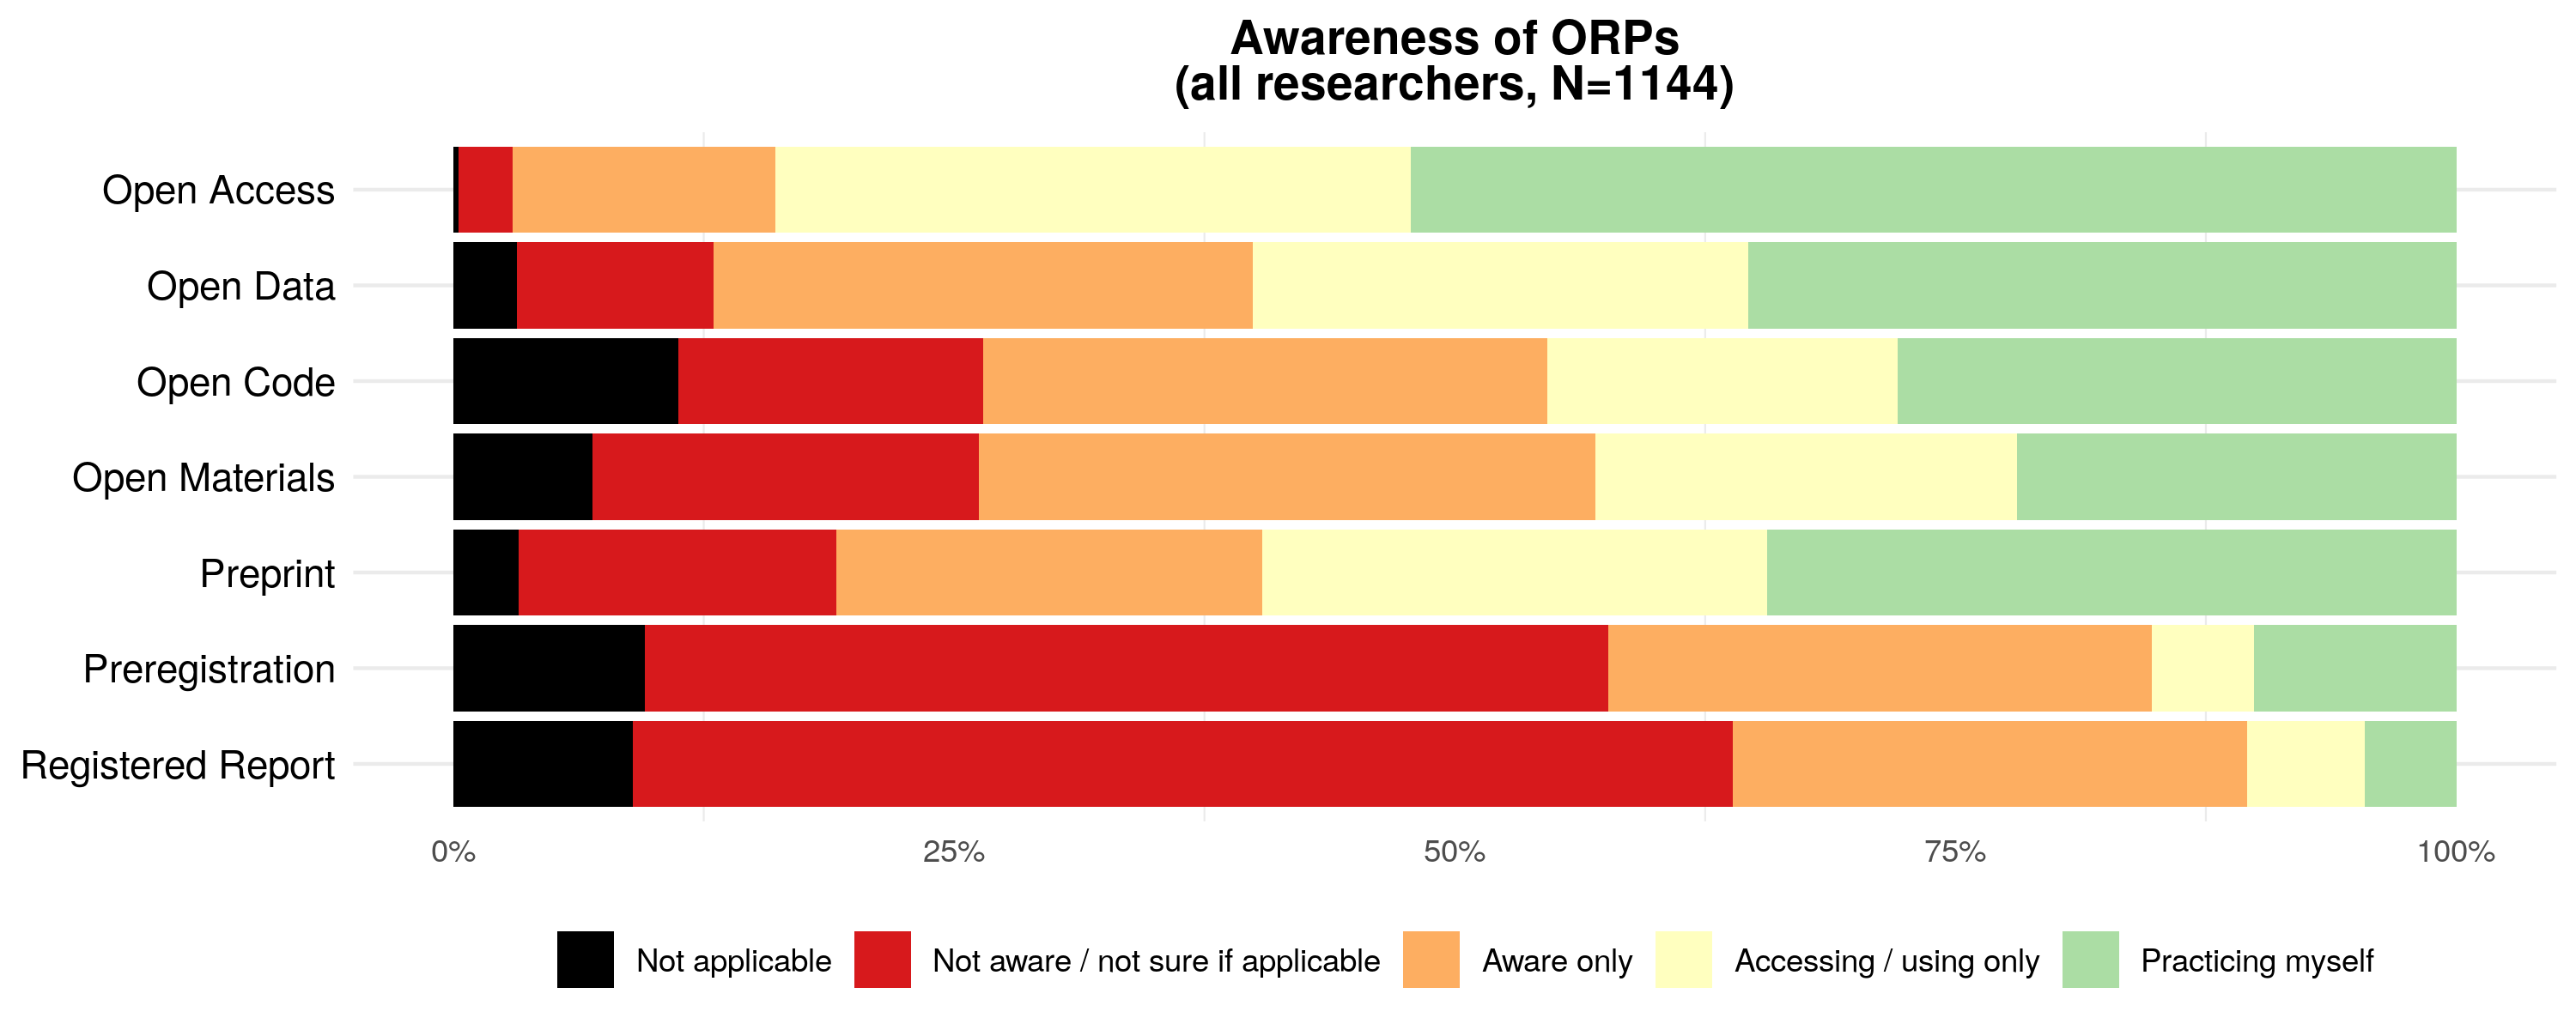 Awareness of ORPs
(all researchers, N=1144)
Open Access
Open Data
Open Code
Open Materials
Preprint
Preregistration
Registered Report
0% 25% 50% 75% 100%
Not applicable Not aware / not sure if applicable Aware only Accessing / using only Practicing myself